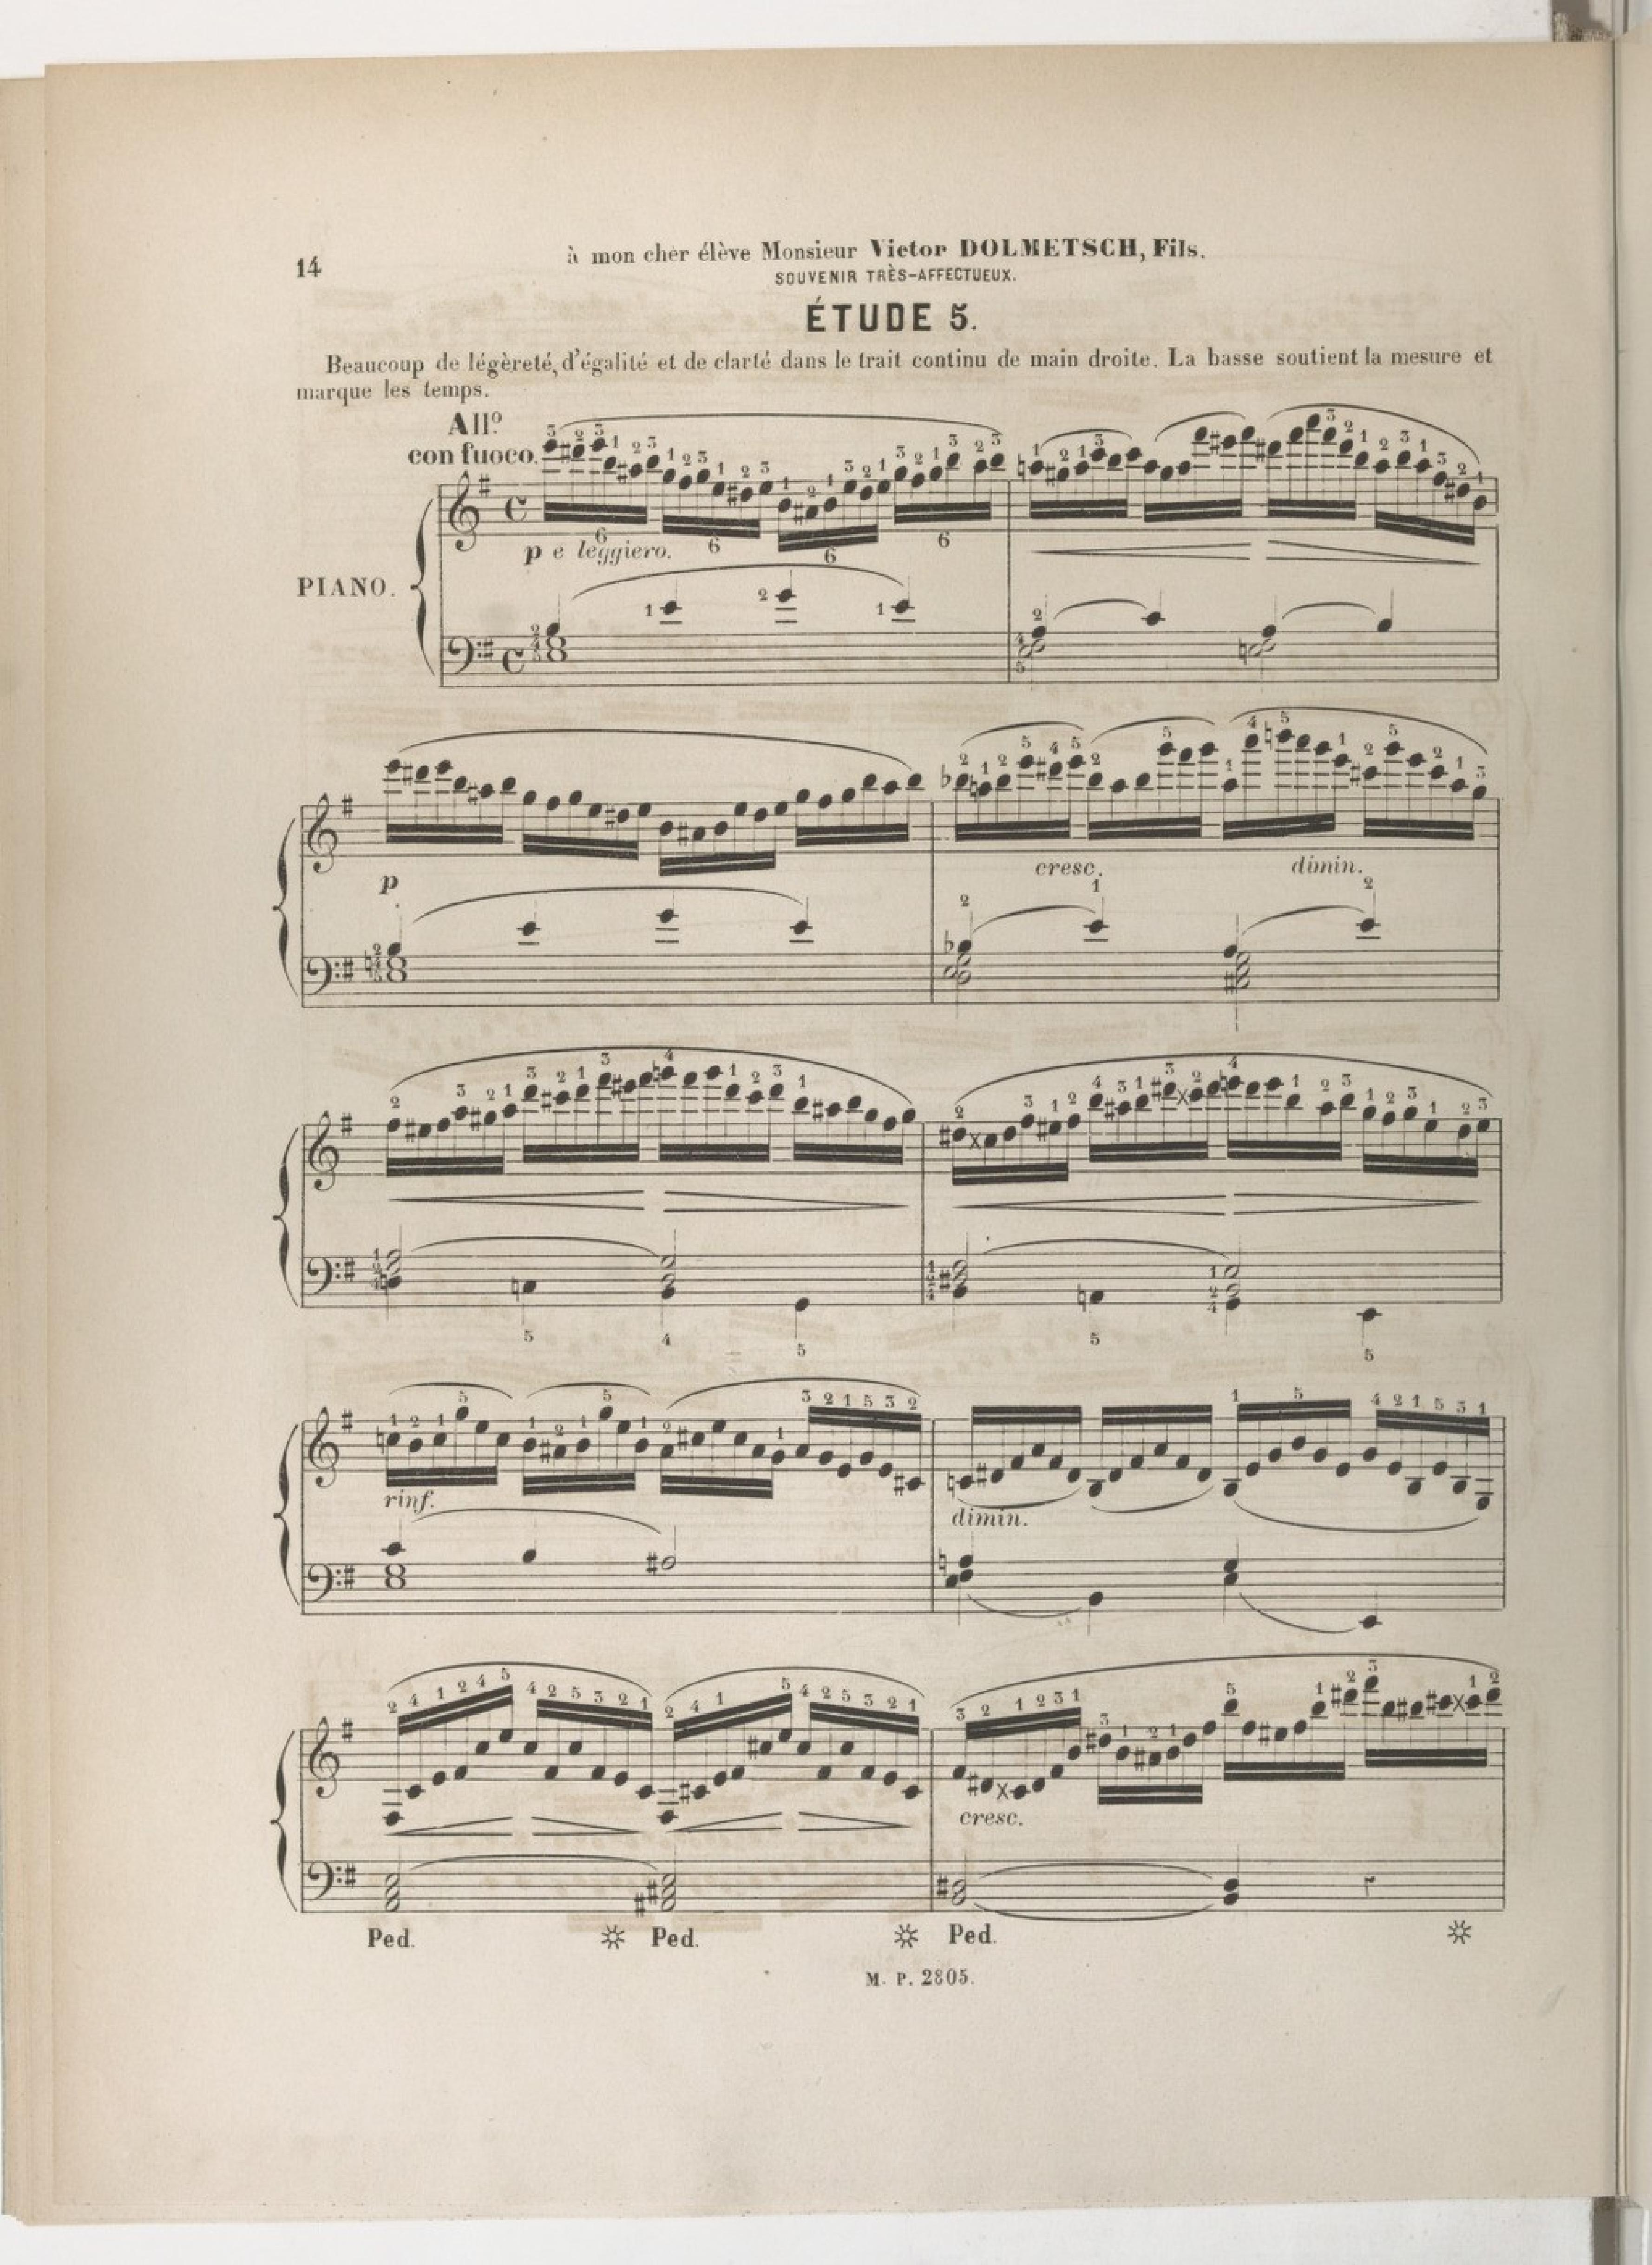 14
à mon cher élève Monsieur Victor DOLMETSCH, Fils.
SOUVENIR TRÈS-AFFECTUEUX.
ÉTUDE 5.
Beaucoup de légèreté, d'égalité et de clarté dans le trait continu de main droite. La basse soutient la mesure et
marque les temps.
All.º
con fuoco.
p e leggiero.
PIANO.
p
cresc.
dimin.
rinf.
dimin.
cresc.
Ped. Ped. Ped.
M. P. 2805.